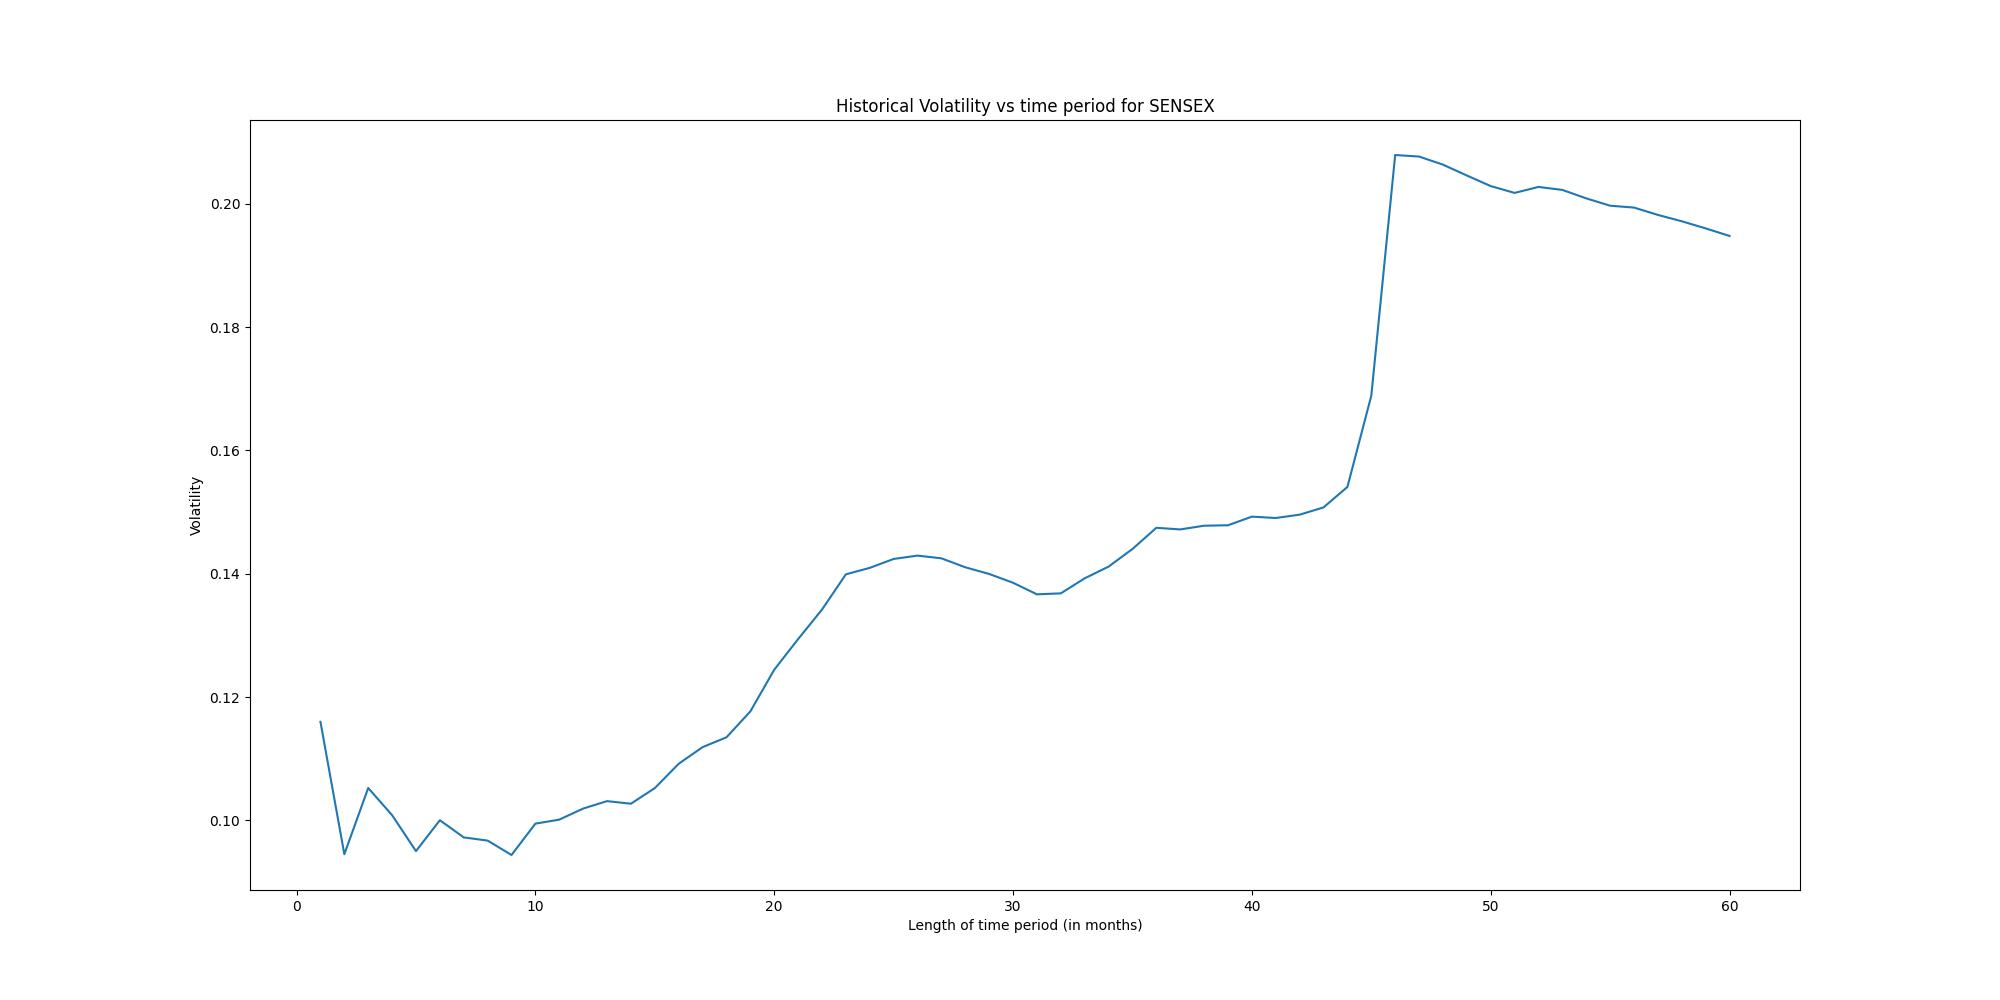 Historical Volatility vs time period for SENSEX
0.20
0.18
0.16
0.14
0.12
0.10
Volatility
0 10 20 30 40 50 60
Length of time period (in months)